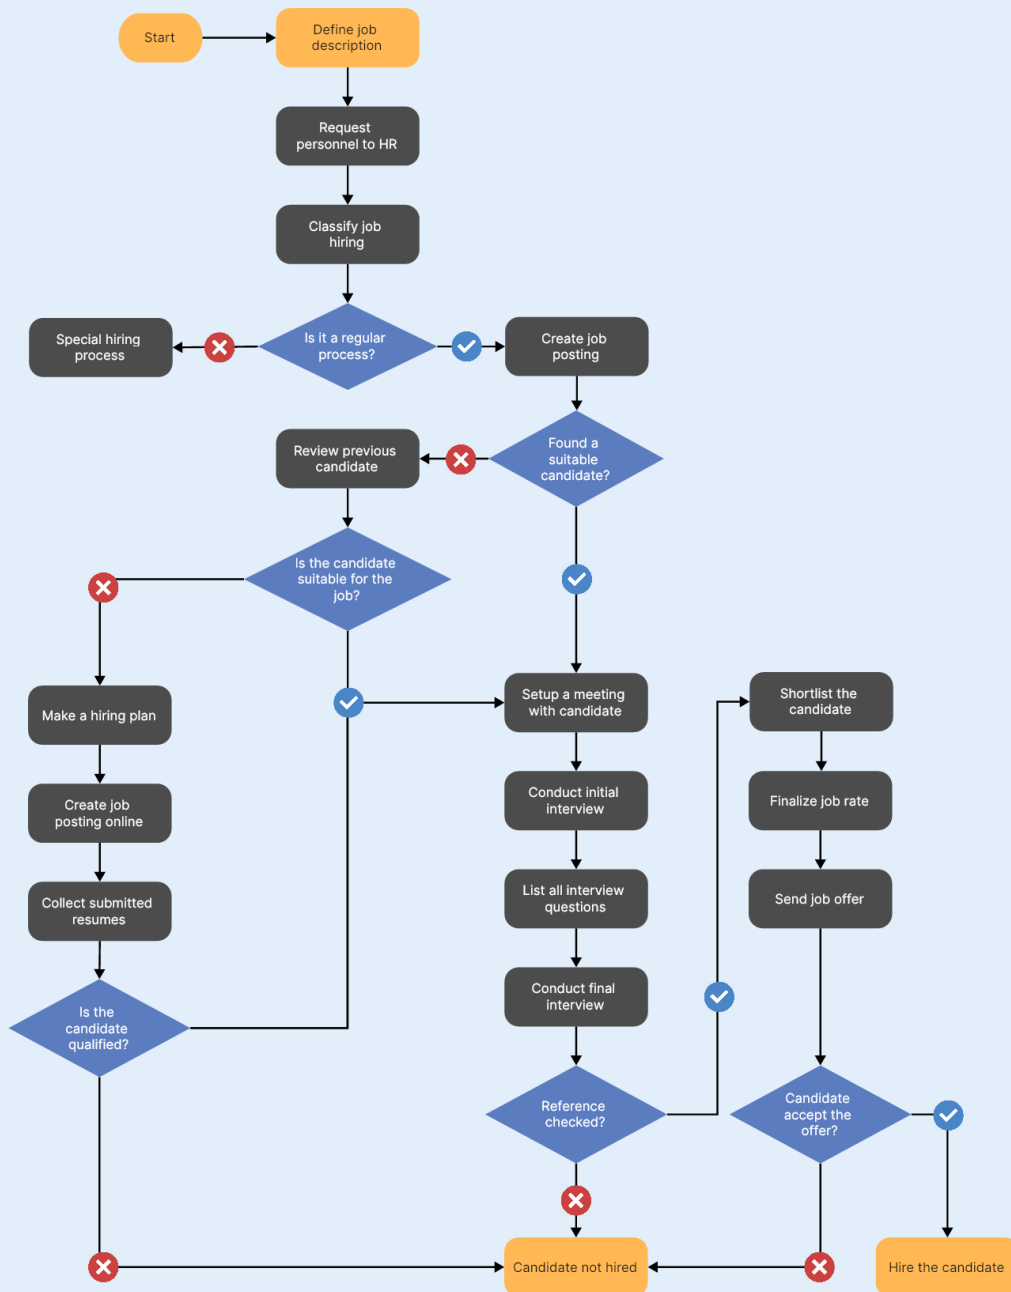 Start
Define job
description
Request
personnel to HR
Classify job
hiring
Special hiring
process
Is it a regular
process?
Create job
posting
Review previous
candidate
Found a
suitable
candidate?
Is the candidate
suitable for the
job?
Make a hiring plan
Setup a meeting
with candidate
Shortlist the
candidate
Create job
posting online
Conduct initial
interview
Finalize job rate
Collect submitted
resumes
List all interview
questions
Send job offer
Is the
candidate
qualified?
Conduct final
interview
Reference
checked?
Candidate
accept the
offer?
Candidate not hired
Hire the candidate